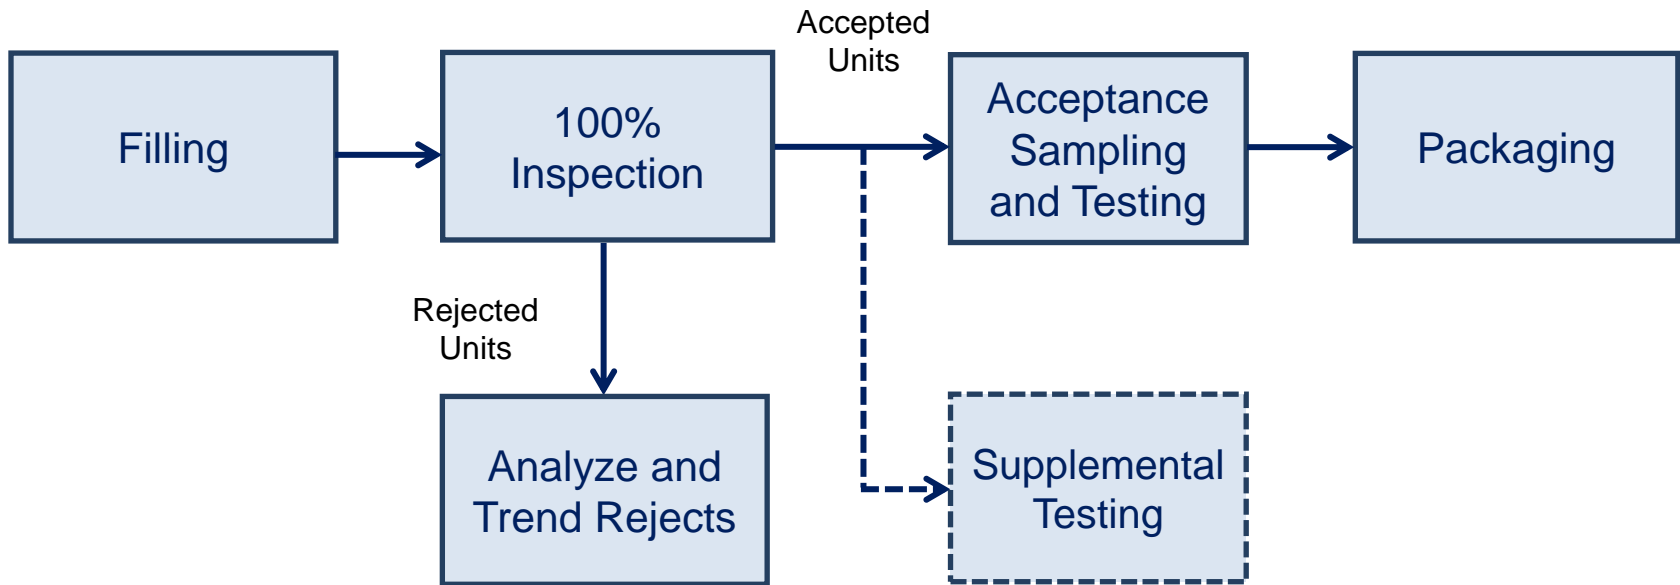 Filling
100%
Inspection
Accepted
Units
Acceptance
Sampling
and Testing
Packaging
Rejected
Units
Analyze and
Trend Rejects
Supplemental
Testing